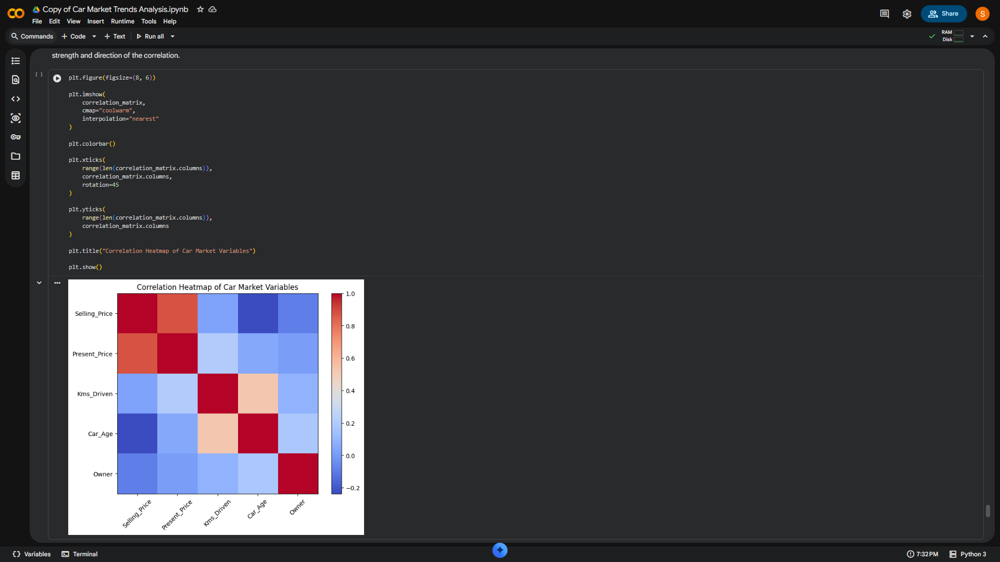 Copy of Car Market Trends Analysis.ipynb
File Edit View Insert Runtime Tools Help
Share
S
Commands + Code + Text Run all
RAM
Disk
strength and direction of the correlation.
[ ]
plt.figure(figsize=(8, 6))
plt.imshow(
    correlation_matrix,
    cmap="coolwarm",
    interpolation="nearest"
)
plt.colorbar()
plt.xticks(
    range(len(correlation_matrix.columns)),
    correlation_matrix.columns,
    rotation=45
)
plt.yticks(
    range(len(correlation_matrix.columns)),
    correlation_matrix.columns
)
plt.title("Correlation Heatmap of Car Market Variables")
plt.show()
Correlation Heatmap of Car Market Variables
Selling_Price
Present_Price
Kms_Driven
Car_Age
Owner
1.0
0.8
0.6
0.4
0.2
0.0
−0.2
Selling_Price
Present_Price
Kms_Driven
Car_Age
Owner
Variables Terminal
7:32 PM Python 3